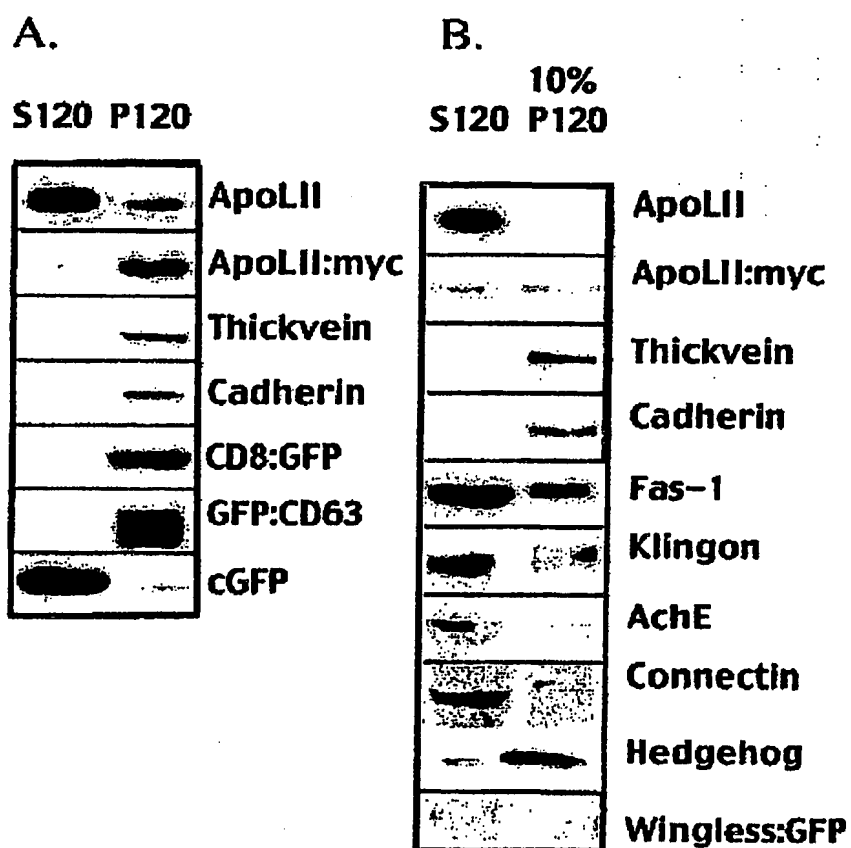 A.
S120 P120
ApoLII
ApoLII:myc
Thickvein
Cadherin
CD8:GFP
GFP:CD63
cGFP
B.
10%
S120 P120
ApoLII
ApoLII:myc
Thickvein
Cadherin
Fas-1
Klingon
AchE
Connectin
Hedgehog
Wingless:GFP